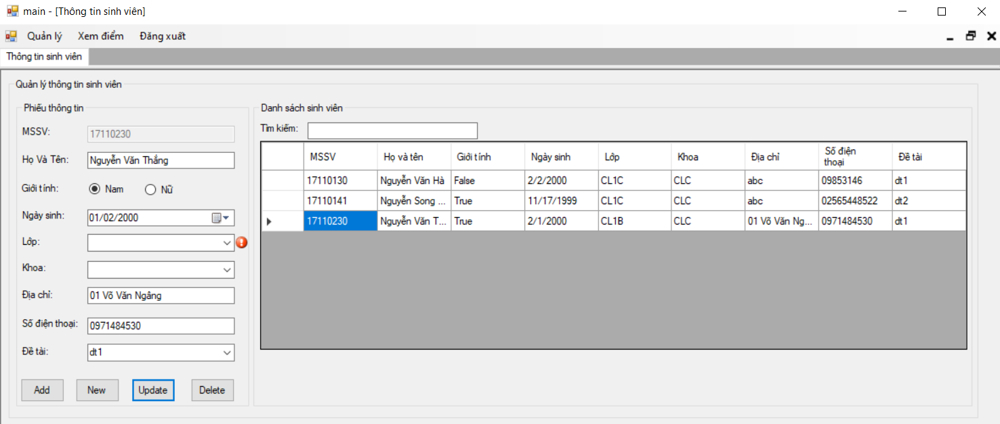 main - [Thông tin sinh viên]
Quản lý Xem điểm Đăng xuất
Thông tin sinh viên
Quản lý thông tin sinh viên
Phiếu thông tin
MSSV: 17110230
Họ Và Tên: Nguyễn Văn Thắng
Giới tính: Nam Nữ
Ngày sinh: 01/02/2000
Lớp:
Khoa:
Địa chỉ: 01 Võ Văn Ngâng
Số điện thoại: 0971484530
Đề tài: dt1
Add New Update Delete
Danh sách sinh viên
Tìm kiếm:
MSSV Họ và tên Giới tính Ngày sinh Lớp Khoa Địa chỉ Số điện thoại Đề tài
17110130 Nguyễn Văn Hà False 2/2/2000 CL1C CLC abc 09853146 dt1
17110141 Nguyễn Song ... True 11/17/1999 CL1C CLC abc 02565448522 dt2
17110230 Nguyễn Văn T... True 2/1/2000 CL1B CLC 01 Võ Văn Ng... 0971484530 dt1